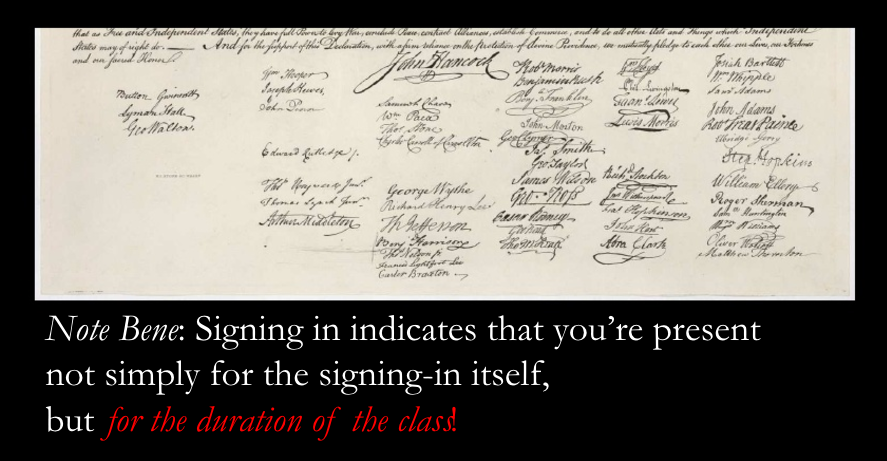 that as Free and Independent States, they have full Power to levy War, conclude Peace, contract Alliances, establish Commerce, and to do all other Acts and Things which Independent
States may of right do. — And for the support of this Declaration, with a firm reliance on the protection of divine Providence, we mutually pledge to each other our Lives, our Fortunes
and our sacred Honor.
Button Gwinnett
Lyman Hall
Geo Walton.
Wm Hooper
Joseph Hewes,
John Penn
Edward Rutledge /.
Thos Heyward Junr.
Thomas Lynch Junr.
Arthur Middleton
John Hancock
Samuel Chase
Wm Paca
Thos Stone
Charles Carroll of Carrollton
George Wythe
Richard Henry Lee
Th Jefferson
Benj Harrison
Thos Nelson jr.
Francis Lightfoot Lee
Carter Braxton
Robt Morris
Benjamin Rush
Benj. Franklin
John Morton
Geo Clymer
Jas. Smith
Geo. Taylor
James Wilson
Geo. Ross
Caesar Rodney
Geo Read
Tho M:Kean
Wm Floyd
Phil. Livingston
Frans. Lewis
Lewis Morris
Richd. Stockton
Jno Witherspoon
Fras. Hopkinson
John Hart
Abra Clark
Josiah Bartlett
Wm Whipple
Saml Adams
John Adams
Robt Treat Paine
Elbridge Gerry
Step. Hopkins
William Ellery
Roger Sherman
Saml Huntington
Wm Williams
Oliver Wolcott
Matthew Thornton
Note Bene: Signing in indicates that you’re present
not simply for the signing-in itself,
but for the duration of the class!